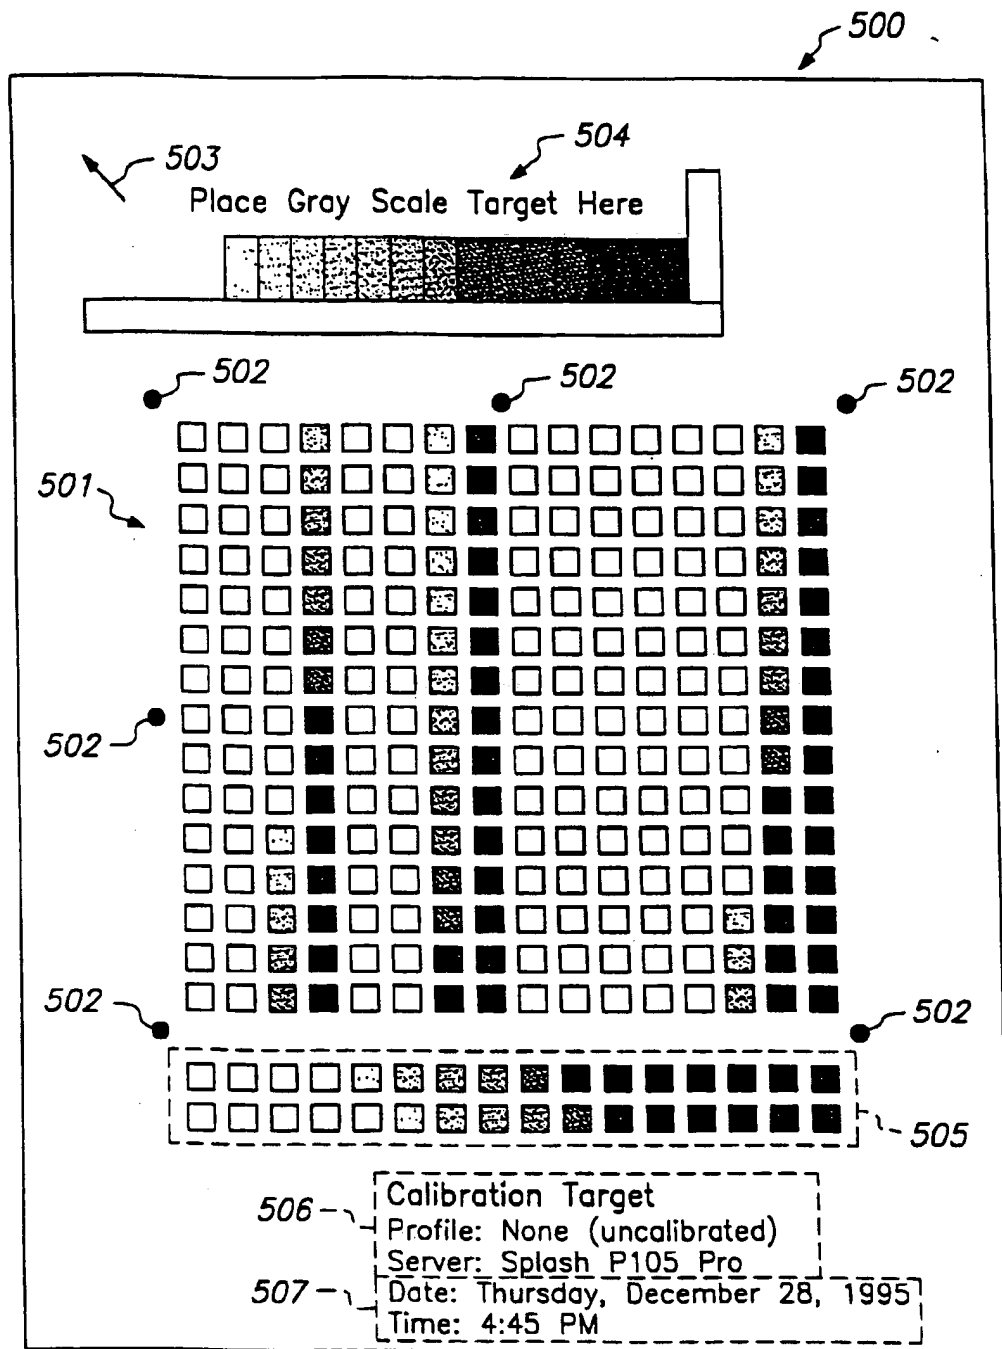 500
503
504
Place Gray Scale Target Here
502
502
502
501
502
502
502
505
506
Calibration Target
Profile: None (uncalibrated)
Server: Splash P105 Pro
507
Date: Thursday, December 28, 1995
Time: 4:45 PM